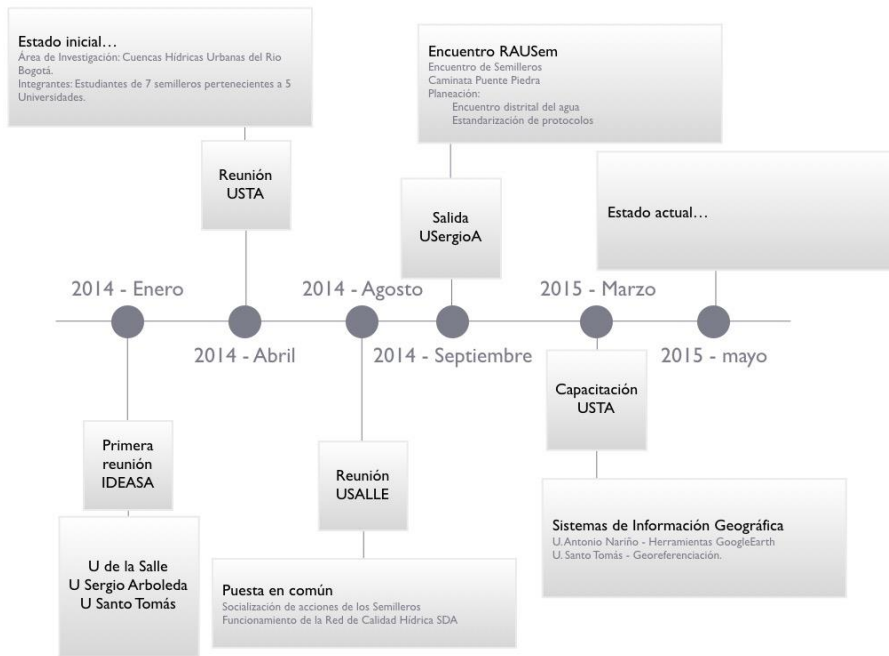 Estado inicial…
Área de Investigación: Cuencas Hídricas Urbanas del Rio
Bogotá.
Integrantes: Estudiantes de 7 semilleros pertenecientes a 5
Universidades.
Encuentro RAUSem
Encuentro de Semilleros
Caminata Puente Piedra
Planeación:
Encuentro distrital del agua
Estandarización de protocolos
Reunión
USTA
Salida
USergioA
Estado actual…
2014 - Enero
2014 - Agosto
2015 - Marzo
2014 - Abril
2014 - Septiembre
2015 - mayo
Primera
reunión
IDEASA
U de la Salle
U Sergio Arboleda
U Santo Tomás
Reunión
USALLE
Puesta en común
Socialización de acciones de los Semilleros
Funcionamiento de la Red de Calidad Hídrica SDA
Capacitación
USTA
Sistemas de Información Geográfica
U. Antonio Nariño - Herramientas GoogleEarth
U. Santo Tomás - Georeferenciación.